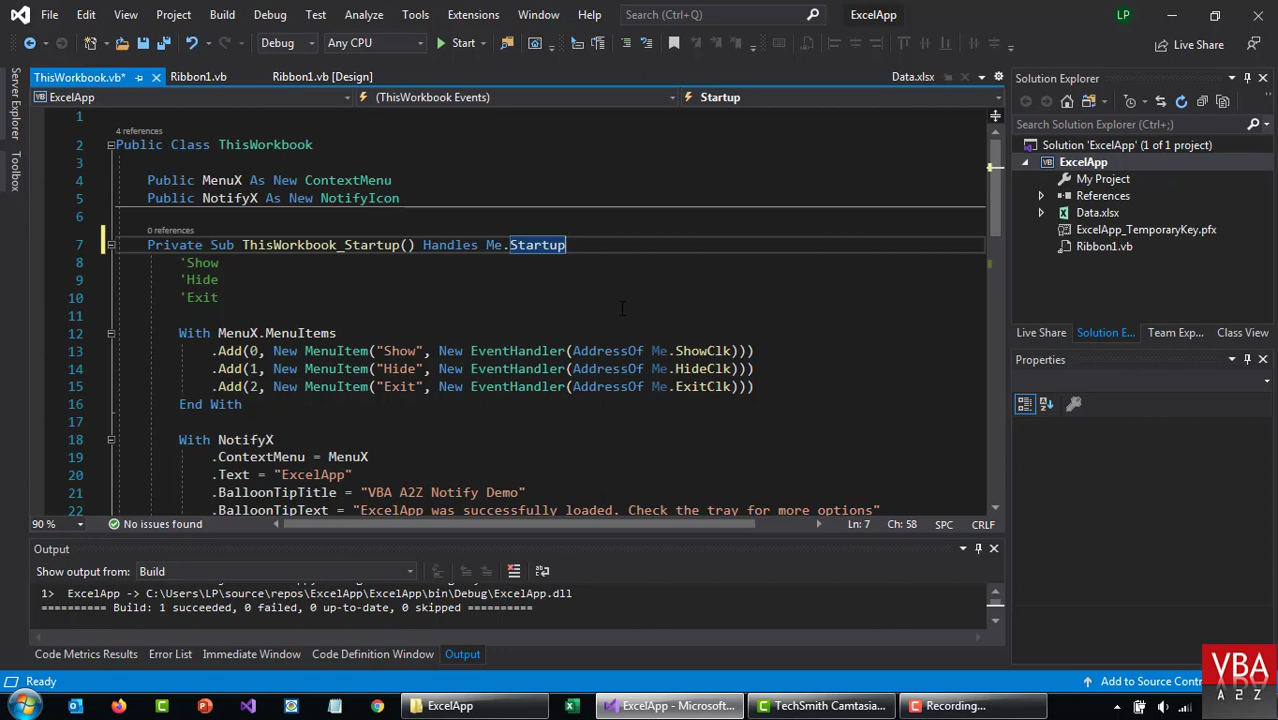 File Edit View Project Build Debug Test Analyze Tools Extensions Window Help Search (Ctrl+Q) ExcelApp LP
Debug Any CPU Start Live Share
ThisWorkbook.vb* Ribbon1.vb Ribbon1.vb [Design] Data.xlsx
ExcelApp (ThisWorkbook Events) Startup
Server Explorer
Toolbox
1
4 references
2 Public Class ThisWorkbook
3
4 Public MenuX As New ContextMenu
5 Public NotifyX As New NotifyIcon
6
0 references
7 Private Sub ThisWorkbook_Startup() Handles Me.Startup
8 'Show
9 'Hide
10 'Exit
11
12 With MenuX.MenuItems
13 .Add(0, New MenuItem("Show", New EventHandler(AddressOf Me.ShowClk)))
14 .Add(1, New MenuItem("Hide", New EventHandler(AddressOf Me.HideClk)))
15 .Add(2, New MenuItem("Exit", New EventHandler(AddressOf Me.ExitClk)))
16 End With
17
18 With NotifyX
19 .ContextMenu = MenuX
20 .Text = "ExcelApp"
21 .BalloonTipTitle = "VBA A2Z Notify Demo"
22 .BalloonTipText = "ExcelApp was successfully loaded. Check the tray for more options"
90 % No issues found Ln: 7 Ch: 58 SPC CRLF
Output
Show output from: Build
1> ExcelApp -> C:\Users\LP\source\repos\ExcelApp\ExcelApp\bin\Debug\ExcelApp.dll
========== Build: 1 succeeded, 0 failed, 0 up-to-date, 0 skipped ==========
Code Metrics Results Error List Immediate Window Code Definition Window Output
Solution Explorer
Search Solution Explorer (Ctrl+;)
Solution 'ExcelApp' (1 of 1 project)
ExcelApp
My Project
References
Data.xlsx
ExcelApp_TemporaryKey.pfx
Ribbon1.vb
Live Share Solution E... Team Exp... Class View
Properties
Ready Add to Source Contr
ExcelApp ExcelApp - Microsoft... TechSmith Camtasia... Recording...
VBA
A 2 Z